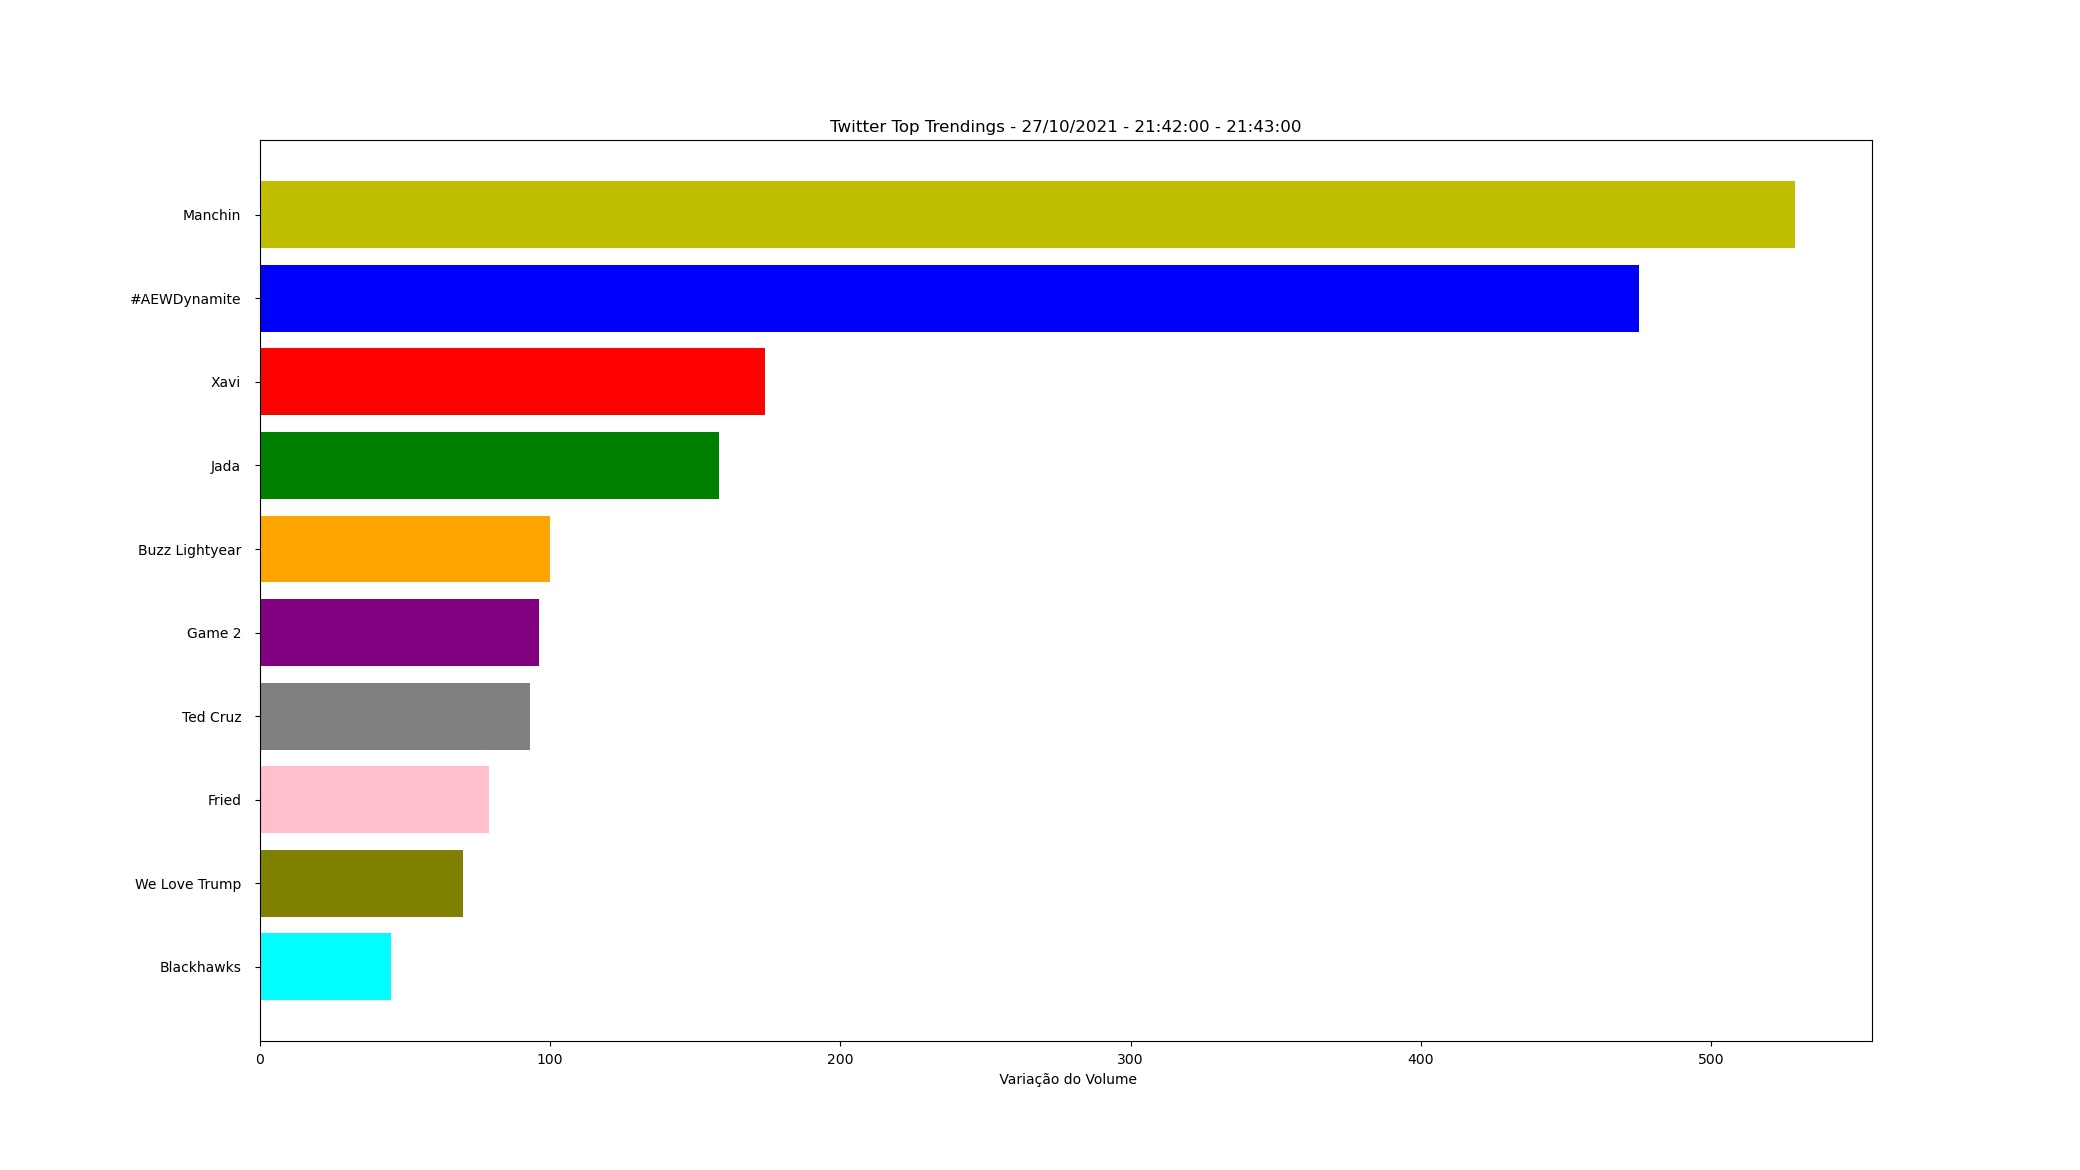 Twitter Top Trendings - 27/10/2021 - 21:42:00 - 21:43:00
Manchin
#AEWDynamite
Xavi
Jada
Buzz Lightyear
Game 2
Ted Cruz
Fried
We Love Trump
Blackhawks
0 100 200 300 400 500
Variação do Volume